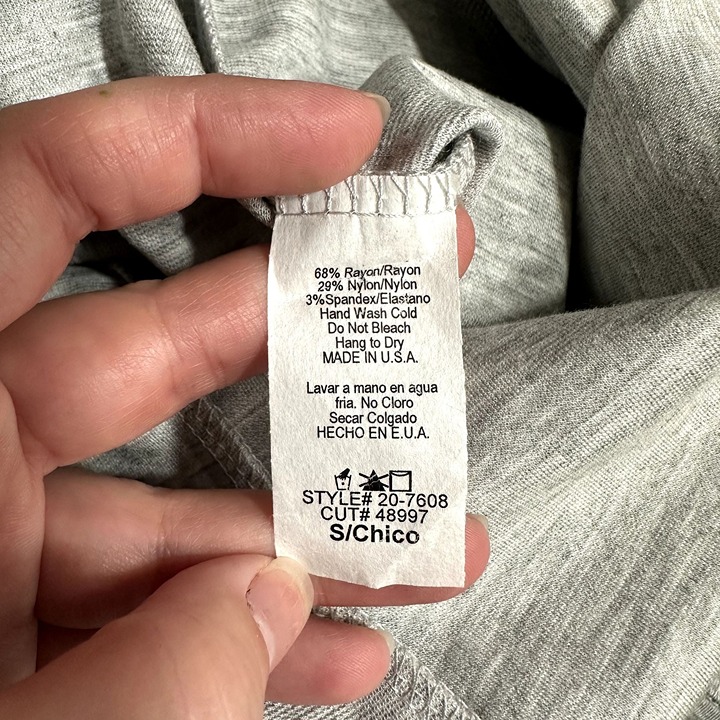 68% Rayon/Rayon
29% Nylon/Nylon
3%Spandex/Elastano
Hand Wash Cold
Do Not Bleach
Hang to Dry
MADE IN U.S.A.
Lavar a mano en agua
fria. No Cloro
Secar Colgado
HECHO EN E.U.A.
STYLE# 20-7608
CUT# 48997
S/Chico